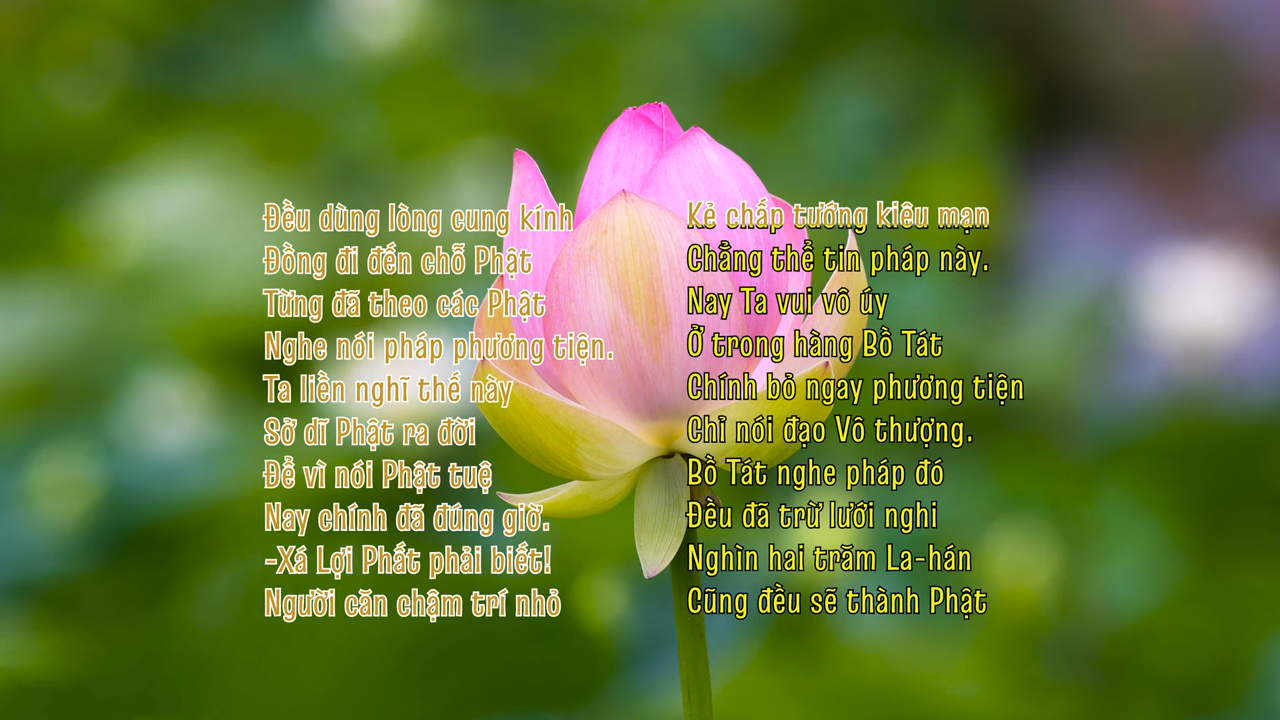 Đều dùng lòng cung kính
Đồng đi đến chỗ Phật
Từng đã theo các Phật
Nghe nói pháp phương tiện.
Ta liền nghĩ thế này
Sở dĩ Phật ra đời
Để vì nói Phật tuệ
Nay chính đã đúng giờ.
-Xá Lợi Phất phải biết!
Người căn chậm trí nhỏ
Kẻ chấp tướng kiêu mạn
Chẳng thể tin pháp này.
Nay Ta vui vô úy
Ở trong hàng Bồ Tát
Chính bỏ ngay phương tiện
Chỉ nói đạo Vô thượng.
Bồ Tát nghe pháp đó
Đều đã trừ lưới nghi
Nghìn hai trăm La-hán
Cũng đều sẽ thành Phật